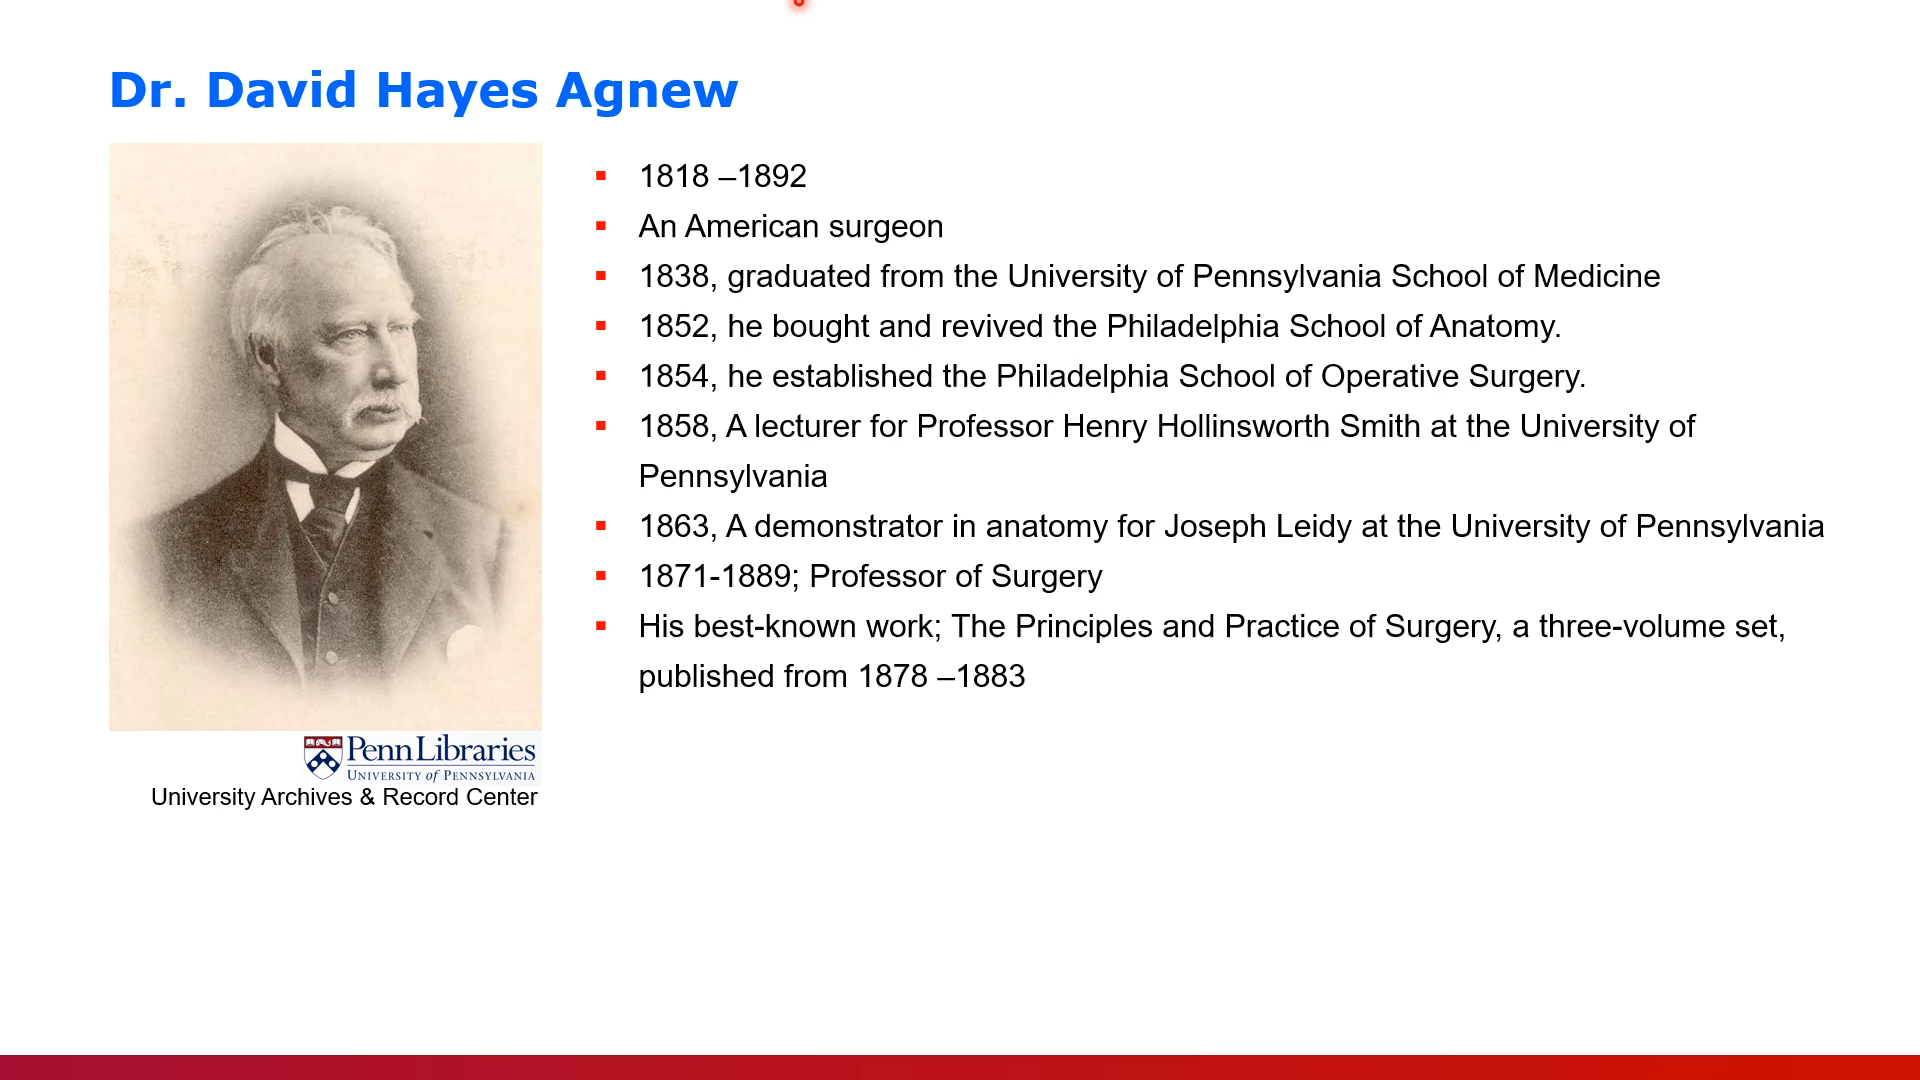 Dr. David Hayes Agnew
▪ 1818 –1892
▪ An American surgeon
▪ 1838, graduated from the University of Pennsylvania School of Medicine
▪ 1852, he bought and revived the Philadelphia School of Anatomy.
▪ 1854, he established the Philadelphia School of Operative Surgery.
▪ 1858, A lecturer for Professor Henry Hollinsworth Smith at the University of
Pennsylvania
▪ 1863, A demonstrator in anatomy for Joseph Leidy at the University of Pennsylvania
▪ 1871-1889; Professor of Surgery
▪ His best-known work; The Principles and Practice of Surgery, a three-volume set,
published from 1878 –1883
Penn Libraries
UNIVERSITY of PENNSYLVANIA
University Archives & Record Center